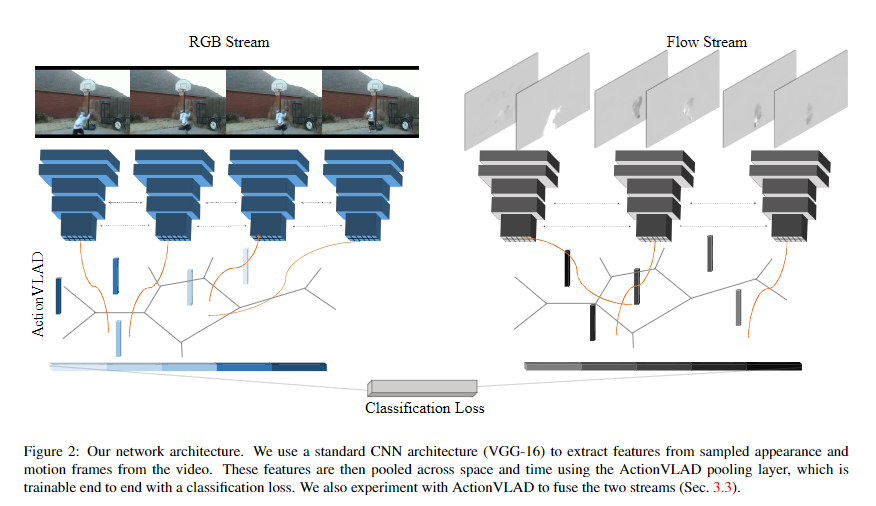 RGB Stream
Flow Stream
ActionVLAD
Classification Loss
Figure 2: Our network architecture. We use a standard CNN architecture (VGG-16) to extract features from sampled appearance and
motion frames from the video. These features are then pooled across space and time using the ActionVLAD pooling layer, which is
trainable end to end with a classification loss. We also experiment with ActionVLAD to fuse the two streams (Sec. 3.3).